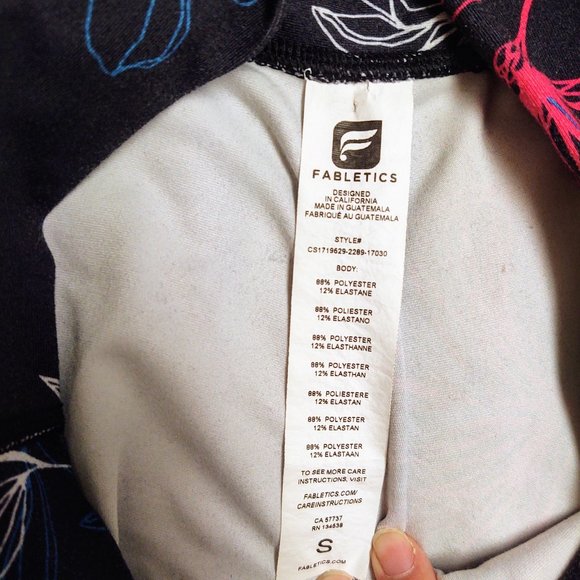 FABLETICS
DESIGNED
IN CALIFORNIA
MADE IN GUATEMALA
FABRIQUÉ AU GUATEMALA
STYLE#
CS1719629-2289-17030
BODY:
88% POLYESTER
12% ELASTANE
88% POLIESTER
12% ELASTANO
88% POLYESTER
12% ELASTHANNE
88% POLYESTER
12% ELASTHAN
88% POLIESTERE
12% ELASTAN
88% POLYESTER
12% ELASTAAN
88% POLYESTER
12% ELASTAAN
TO SEE MORE CARE
INSTRUCTIONS, VISIT
FABLETICS.COM/
CAREINSTRUCTIONS
CA 57737
RN 134538
S
FABLETICS.COM